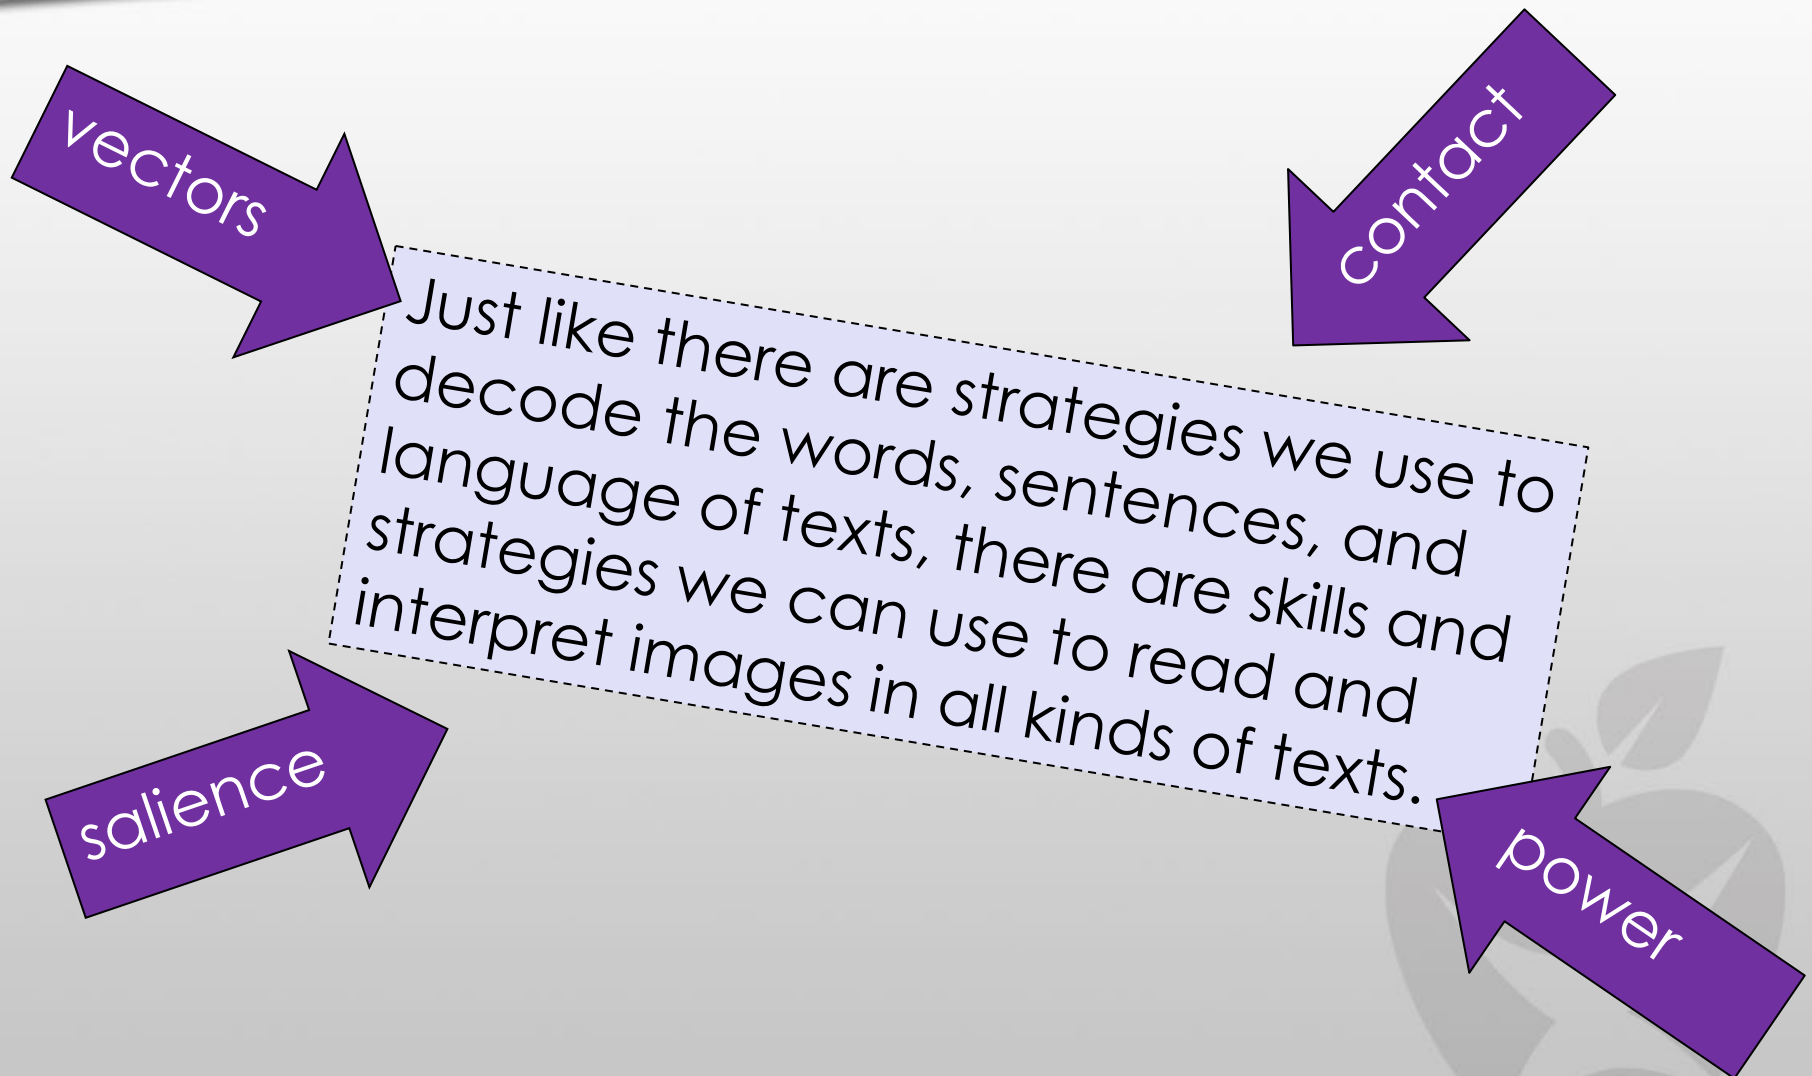 vectors
contact
Just like there are strategies we use to
decode the words, sentences, and
language of texts, there are skills and
strategies we can use to read and
interpret images in all kinds of texts.
salience
power